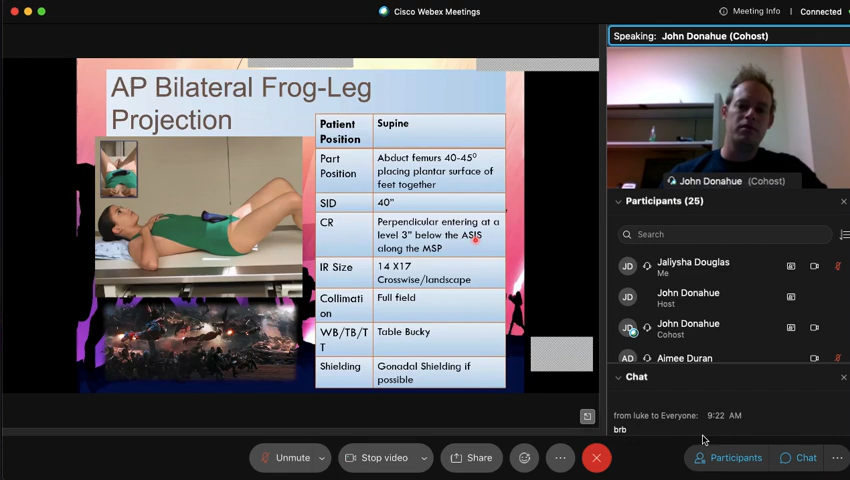 Cisco Webex Meetings
Meeting Info
Connected
AP Bilateral Frog-Leg
Projection
Patient
Position
Supine
Part
Position
Abduct femurs 40-45⁰
placing plantar surface of
feet together
SID
40"
CR
Perpendicular entering at a
level 3" below the ASIS
along the MSP
IR Size
14 X17
Crosswise/landscape
Collimati
on
Full field
WB/TB/T
T
Table Bucky
Shielding
Gonadal Shielding if
possible
Speaking: John Donahue (Cohost)
John Donahue (Cohost)
Participants (25)
Search
JD
Jaliysha Douglas
Me
JD
John Donahue
Host
JD
John Donahue
Cohost
AD
Aimee Duran
Chat
from luke to Everyone: 9:22 AM
brb
Unmute
Stop video
Share
Participants
Chat